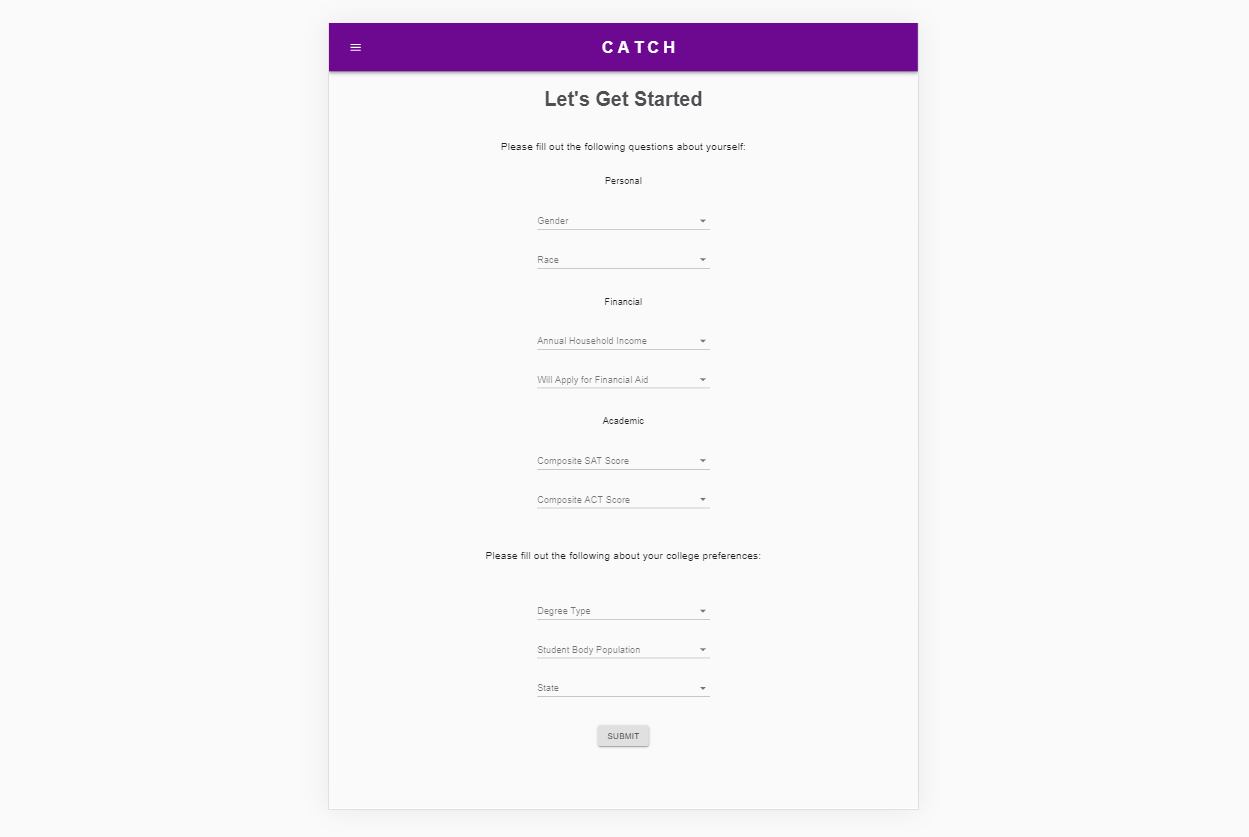 CATCH
Let's Get Started
Please fill out the following questions about yourself:
Personal
Gender
Race
Financial
Annual Household Income
Will Apply for Financial Aid
Academic
Composite SAT Score
Composite ACT Score
Please fill out the following about your college preferences:
Degree Type
Student Body Population
State
SUBMIT